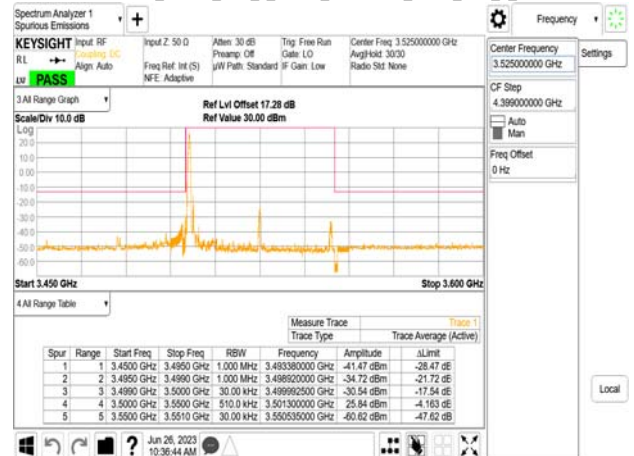 Spectrum Analyzer 1
Spurious Emissions
Frequency
KEYSIGHT Input: RF Input Z: 50 Ω Atten: 30 dB Trig: Free Run Center Freq: 3.525000000 GHz
RL Coupling: DC Preamp: Off Gate: LO Avg|Hold: 30/30
Align: Auto Freq Ref: Int (S) µW Path: Standard IF Gain: Low Radio Std: None
NFE: Adaptive
PASS
Center Frequency
3.525000000 GHz
Settings
CF Step
4.399000000 GHz
Auto
Man
Freq Offset
0 Hz
3 All Range Graph
Ref Lvl Offset 17.28 dB
Scale/Div 10.0 dB Ref Value 30.00 dBm
Log
20.0
10.0
0.00
-10.0
-20.0
-30.0
-40.0
-50.0
-60.0
Start 3.450 GHz Stop 3.600 GHz
4 All Range Table
Measure Trace Trace 1
Trace Type Trace Average (Active)
Spur Range Start Freq Stop Freq RBW Frequency Amplitude ΔLimit
1 1 3.4500 GHz 3.4950 GHz 1.000 MHz 3.493380000 GHz -41.47 dBm -28.47 dB
2 2 3.4950 GHz 3.4990 GHz 1.000 MHz 3.498920000 GHz -34.72 dBm -21.72 dB
3 3 3.4990 GHz 3.5000 GHz 30.00 kHz 3.499992500 GHz -30.54 dBm -17.54 dB
4 4 3.5000 GHz 3.5500 GHz 510.0 kHz 3.501300000 GHz 25.84 dBm -4.163 dB
5 5 3.5500 GHz 3.5510 GHz 30.00 kHz 3.550535000 GHz -60.62 dBm -47.62 dB
Local
Jun 26, 2023
10:36:44 AM